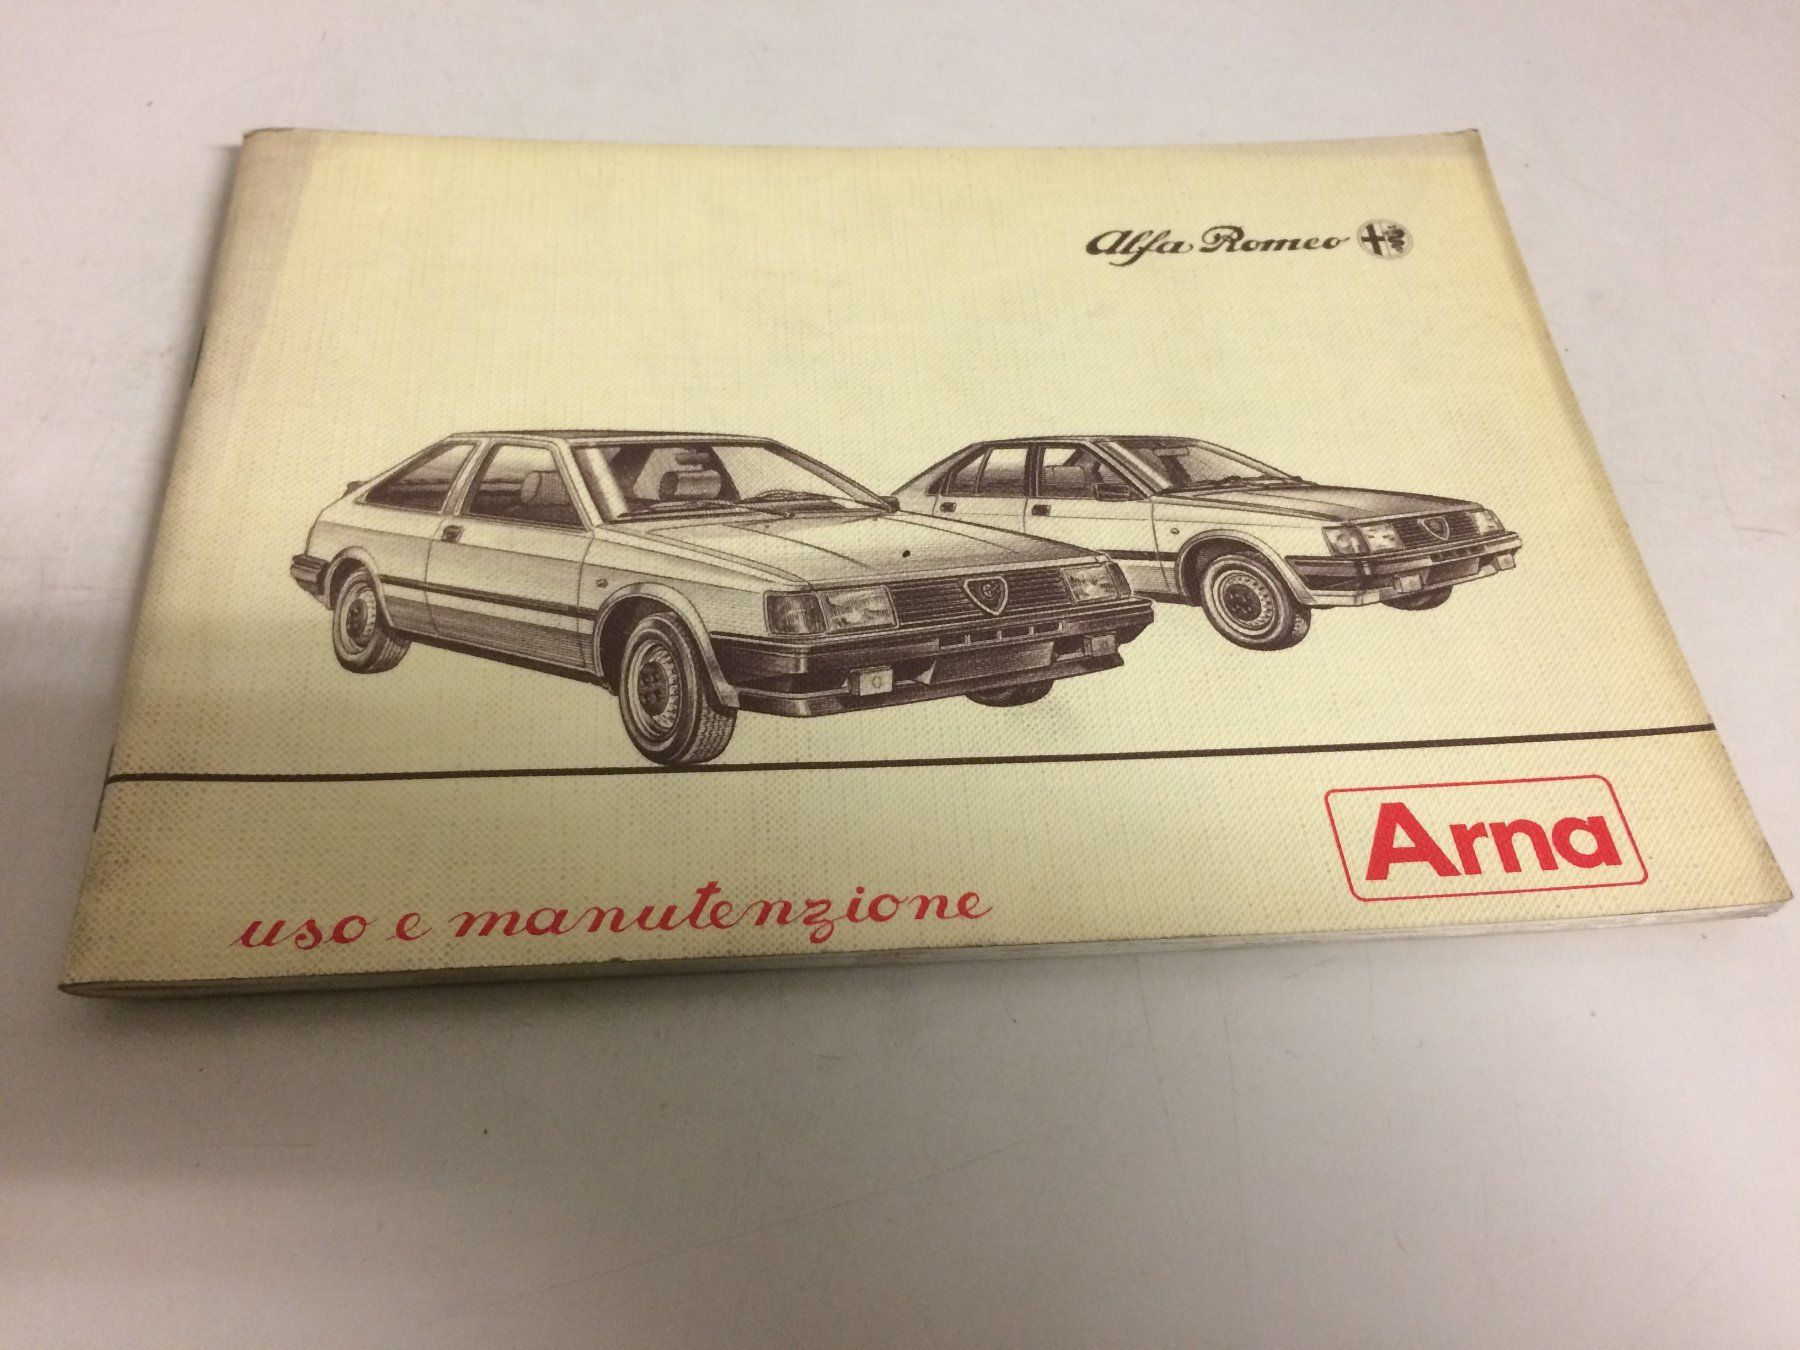 Alfa Romeo
Arna
uso e manutenzione